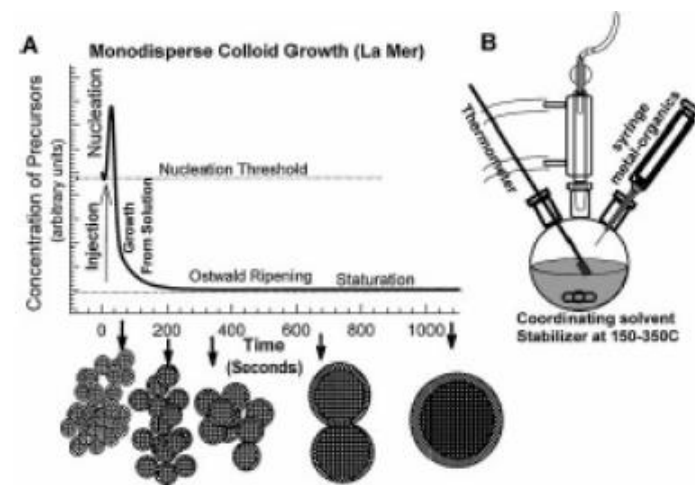 A
Monodisperse Colloid Growth (La Mer)
Concentration of Precursors
(arbitrary units)
Nucleation
Nucleation Threshold
Injection
Growth
From Solution
Ostwald Ripening
Staturation
0
200
400
600
800
1000
Time
(Seconds)
B
Thermometer
syringe
metal-organics
Coordinating solvent
Stabilizer at 150-350C